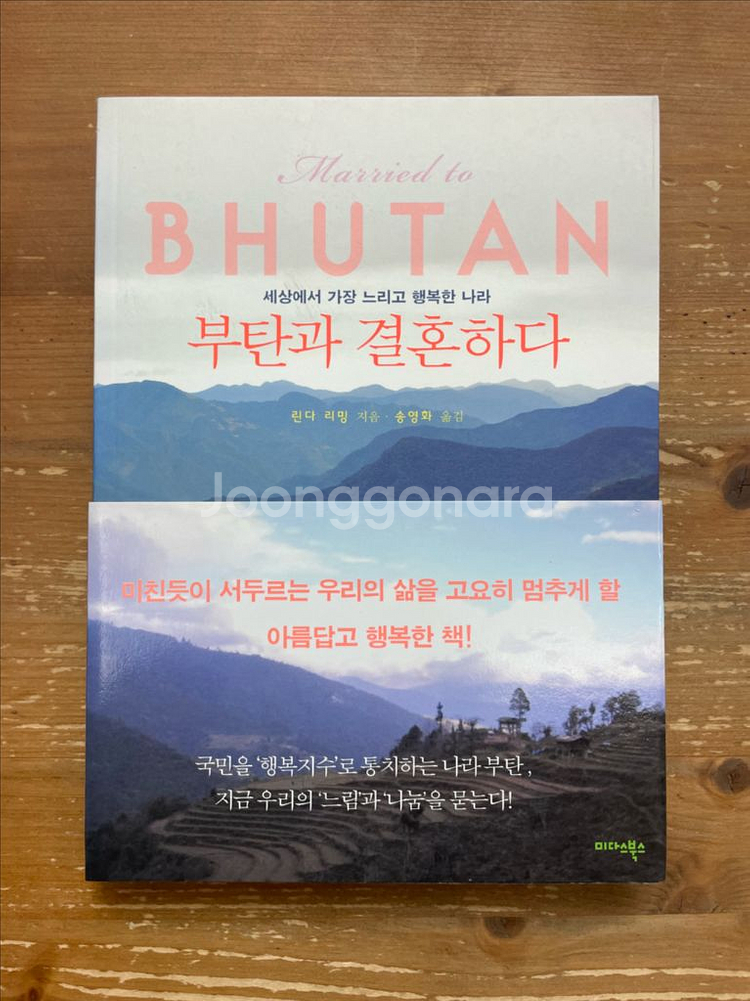 Married to
BHUTAN
세상에서 가장 느리고 행복한 나라
부탄과 결혼하다
린다 리밍 지음 · 송영화 옮김
Joonggonara
미친듯이 서두르는 우리의 삶을 고요히 멈추게 할
아름답고 행복한 책!
국민을 '행복지수'로 통치하는 나라 부탄,
지금 우리의 '느림'과 '나눔'을 묻는다!
미다스북스